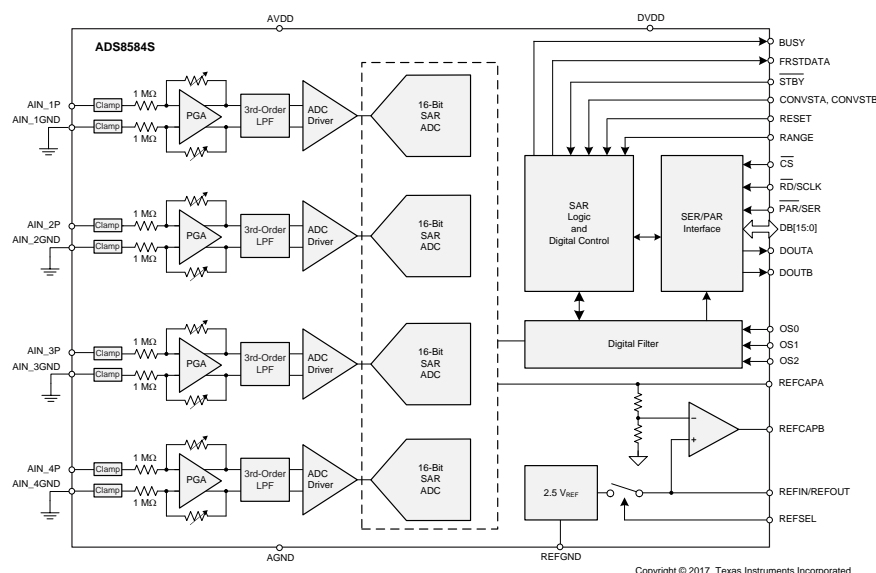 AVDD
DVDD
ADS8584S
AIN_1P
AIN_1GND
Clamp
Clamp
1 MΩ
1 MΩ
PGA
3rd-Order
LPF
ADC
Driver
16-Bit
SAR
ADC
AIN_2P
AIN_2GND
Clamp
Clamp
1 MΩ
1 MΩ
PGA
3rd-Order
LPF
ADC
Driver
16-Bit
SAR
ADC
AIN_3P
AIN_3GND
Clamp
Clamp
1 MΩ
1 MΩ
PGA
3rd-Order
LPF
ADC
Driver
16-Bit
SAR
ADC
AIN_4P
AIN_4GND
Clamp
Clamp
1 MΩ
1 MΩ
PGA
3rd-Order
LPF
ADC
Driver
16-Bit
SAR
ADC
SAR
Logic
and
Digital Control
SER/PAR
Interface
Digital Filter
2.5 VREF
−
+
BUSY
FRSTDATA
STBY
CONVSTA, CONVSTB
RESET
RANGE
CS
RD/SCLK
PAR/SER
DB[15:0]
DOUTA
DOUTB
OS0
OS1
OS2
REFCAPA
REFCAPB
REFIN/REFOUT
REFSEL
AGND
REFGND
Copyright © 2017, Texas Instruments Incorporated